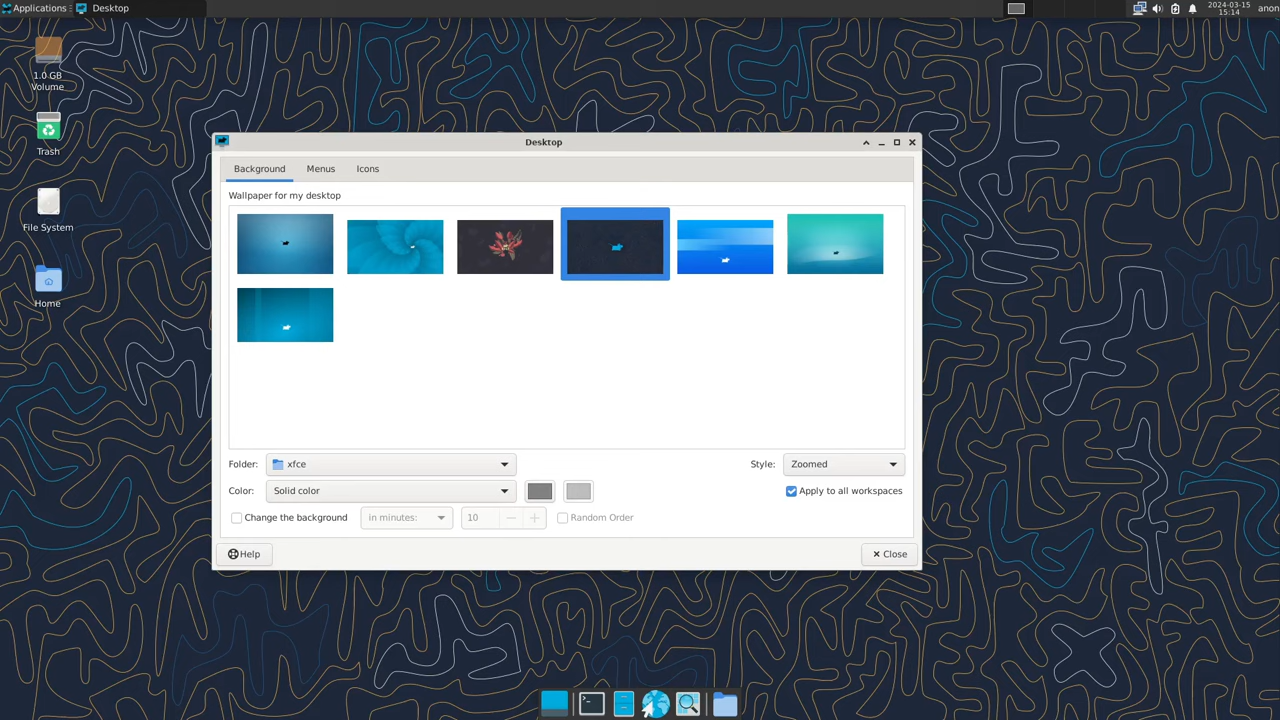 Applications
Desktop
2024-03-15
15:14
anon
1.0 GB
Volume
Trash
File System
Home
Desktop
Background
Menus
Icons
Wallpaper for my desktop
Folder:
xfce
Style:
Zoomed
Color:
Solid color
Apply to all workspaces
Change the background
in minutes:
10
Random Order
Help
Close